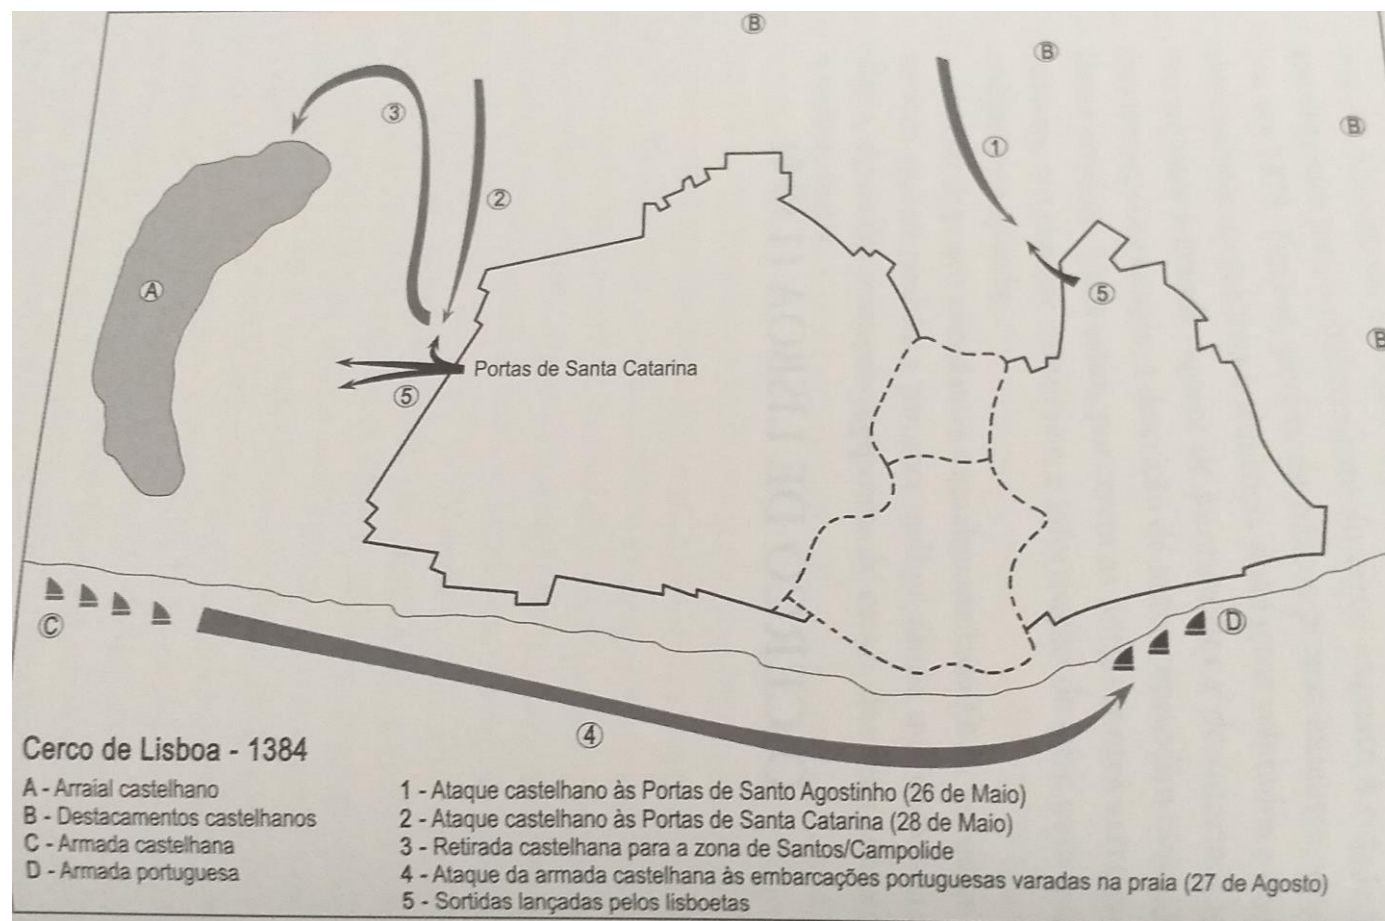 B
B
3
1
B
2
A
5
B
Portas de Santa Catarina
5
C
D
4
Cerco de Lisboa - 1384
A - Arraial castelhano
B - Destacamentos castelhanos
C - Armada castelhana
D - Armada portuguesa
1 - Ataque castelhano às Portas de Santo Agostinho (26 de Maio)
2 - Ataque castelhano às Portas de Santa Catarina (28 de Maio)
3 - Retirada castelhana para a zona de Santos/Campolide
4 - Ataque da armada castelhana às embarcações portuguesas varadas na praia (27 de Agosto)
5 - Sortidas lançadas pelos lisboetas